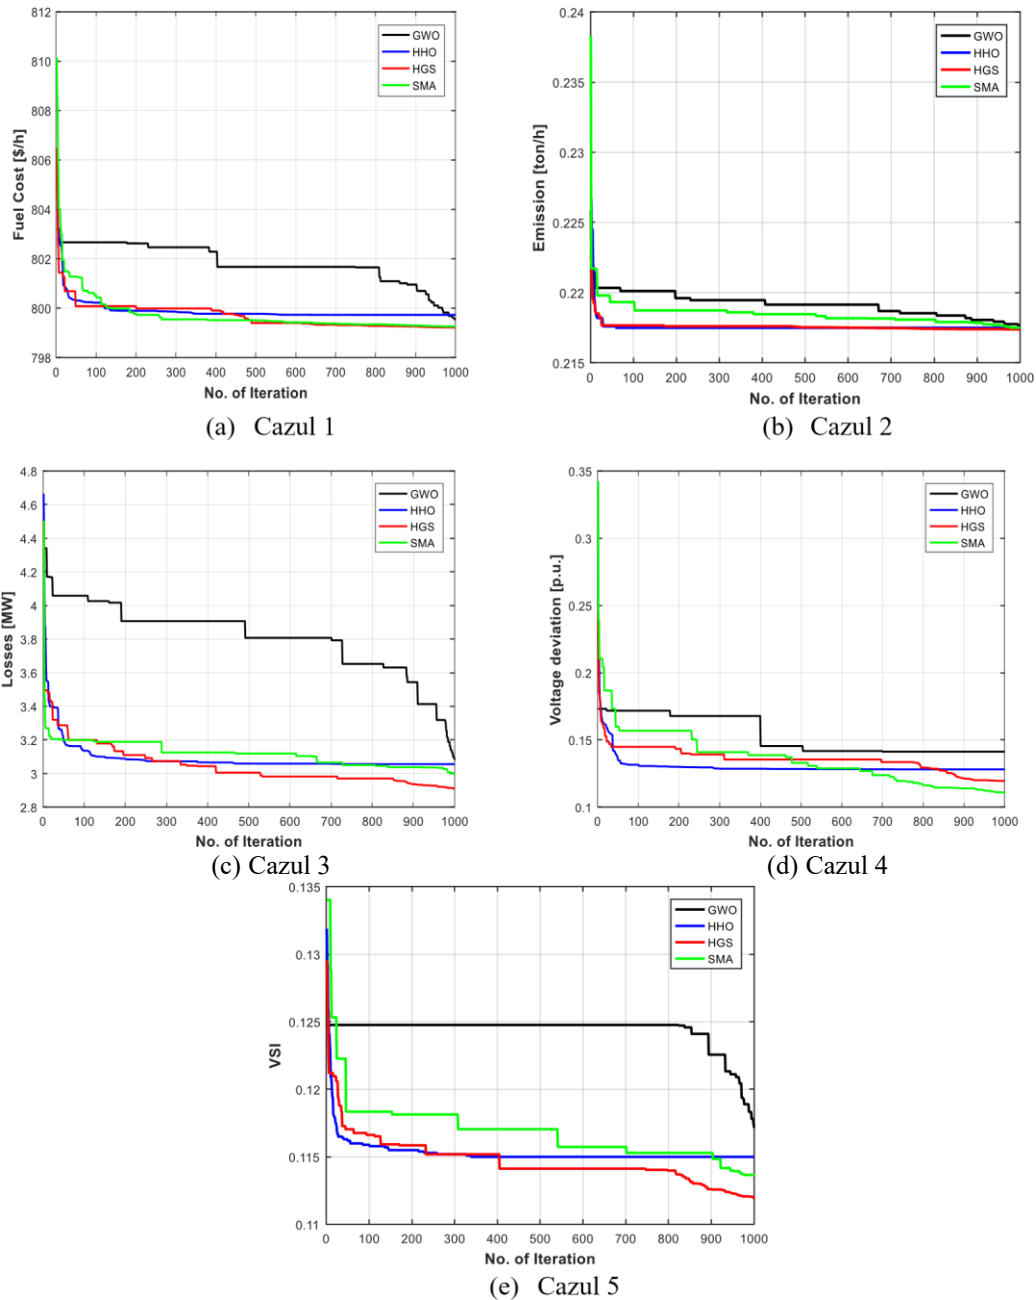 812
810
808
806
804
802
800
798
Fuel Cost [$/h]
GWO
HHO
HGS
SMA
0 100 200 300 400 500 600 700 800 900 1000
No. of Iteration
(a) Cazul 1
0.24
0.235
0.23
0.225
0.22
0.215
Emission [ton/h]
GWO
HHO
HGS
SMA
0 100 200 300 400 500 600 700 800 900 1000
No. of Iteration
(b) Cazul 2
4.8
4.6
4.4
4.2
4
3.8
3.6
3.4
3.2
3
2.8
Losses [MW]
GWO
HHO
HGS
SMA
0 100 200 300 400 500 600 700 800 900 1000
No. of Iteration
(c) Cazul 3
0.35
0.3
0.25
0.2
0.15
0.1
Voltage deviation [p.u.]
GWO
HHO
HGS
SMA
0 100 200 300 400 500 600 700 800 900 1000
No. of Iteration
(d) Cazul 4
0.135
0.13
0.125
0.12
0.115
0.11
VSI
GWO
HHO
HGS
SMA
0 100 200 300 400 500 600 700 800 900 1000
No. of Iteration
(e) Cazul 5